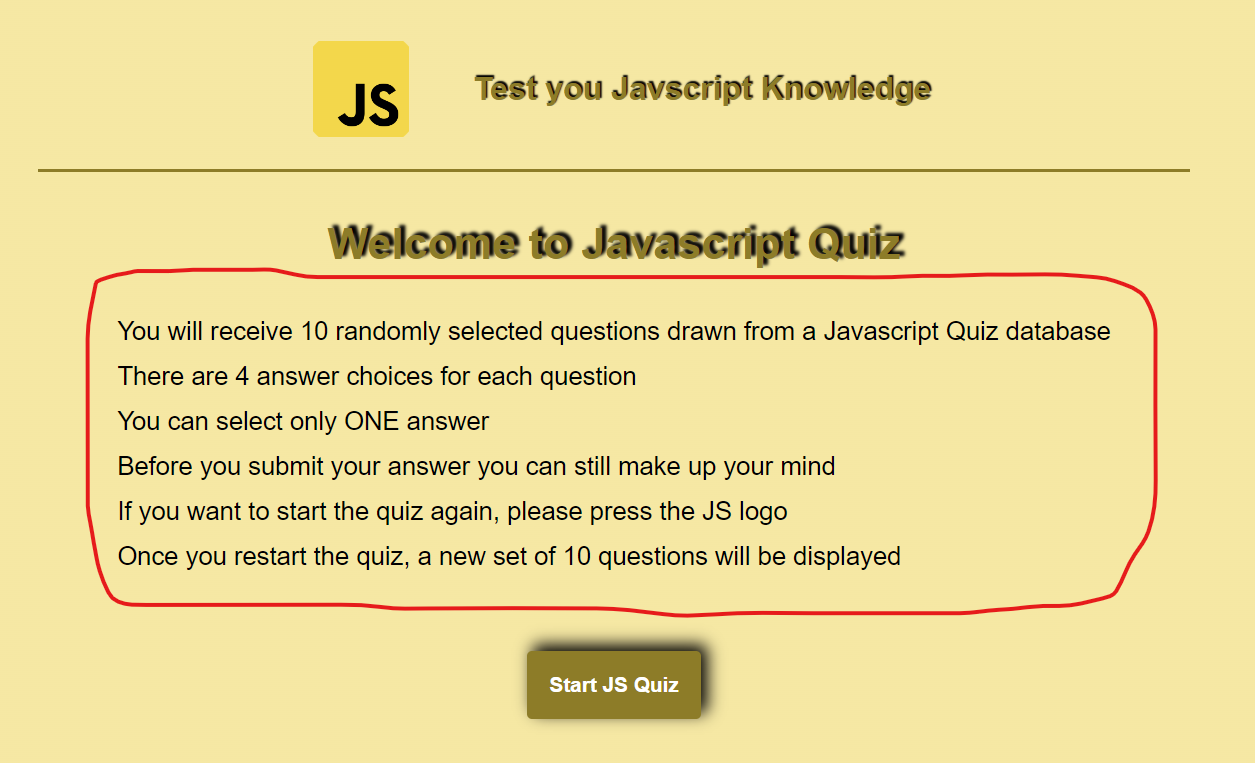 JS
Test you Javscript Knowledge
Welcome to Javascript Quiz
You will receive 10 randomly selected questions drawn from a Javascript Quiz database
There are 4 answer choices for each question
You can select only ONE answer
Before you submit your answer you can still make up your mind
If you want to start the quiz again, please press the JS logo
Once you restart the quiz, a new set of 10 questions will be displayed
Start JS Quiz